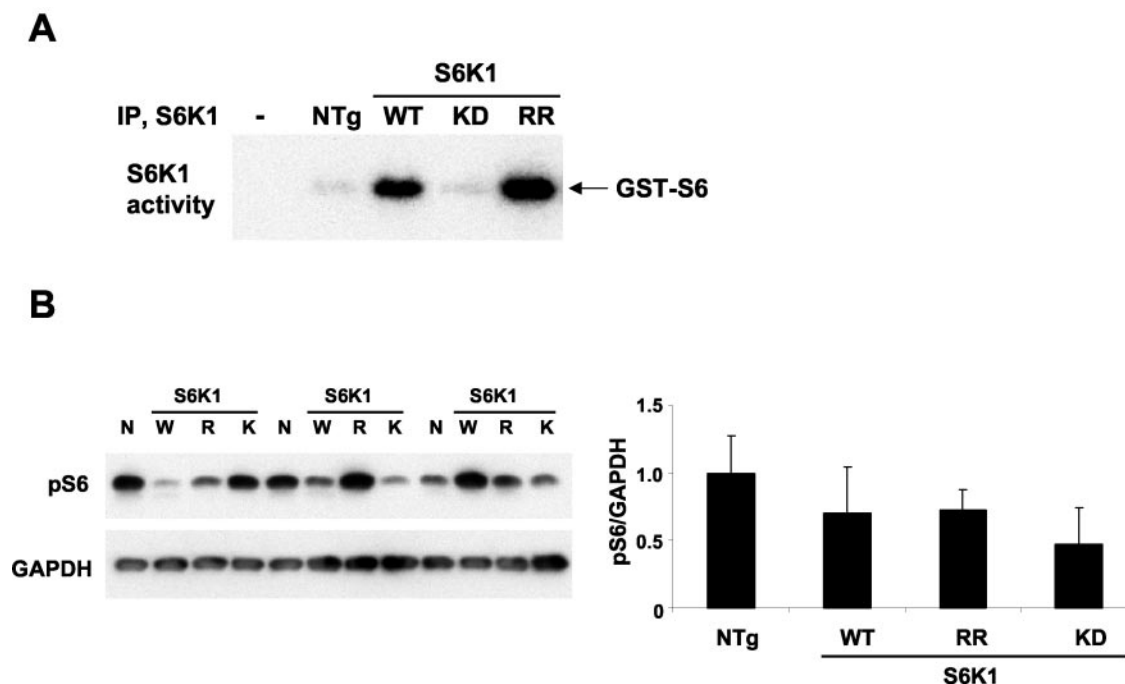 A
S6K1
IP, S6K1 - NTg WT KD RR
S6K1
activity
GST-S6
B
S6K1 S6K1 S6K1
N W R K N W R K N W R K
pS6
GAPDH
pS6/GAPDH
1.5
1.0
0.5
0
NTg WT RR KD
S6K1